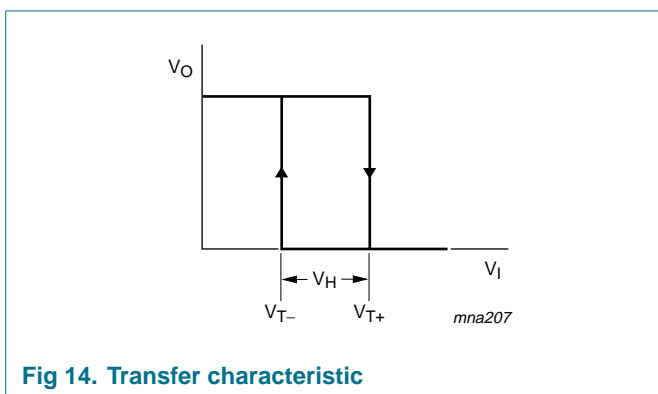 VO
VH
VI
VT−
VT+
mna207
Fig 14. Transfer characteristic